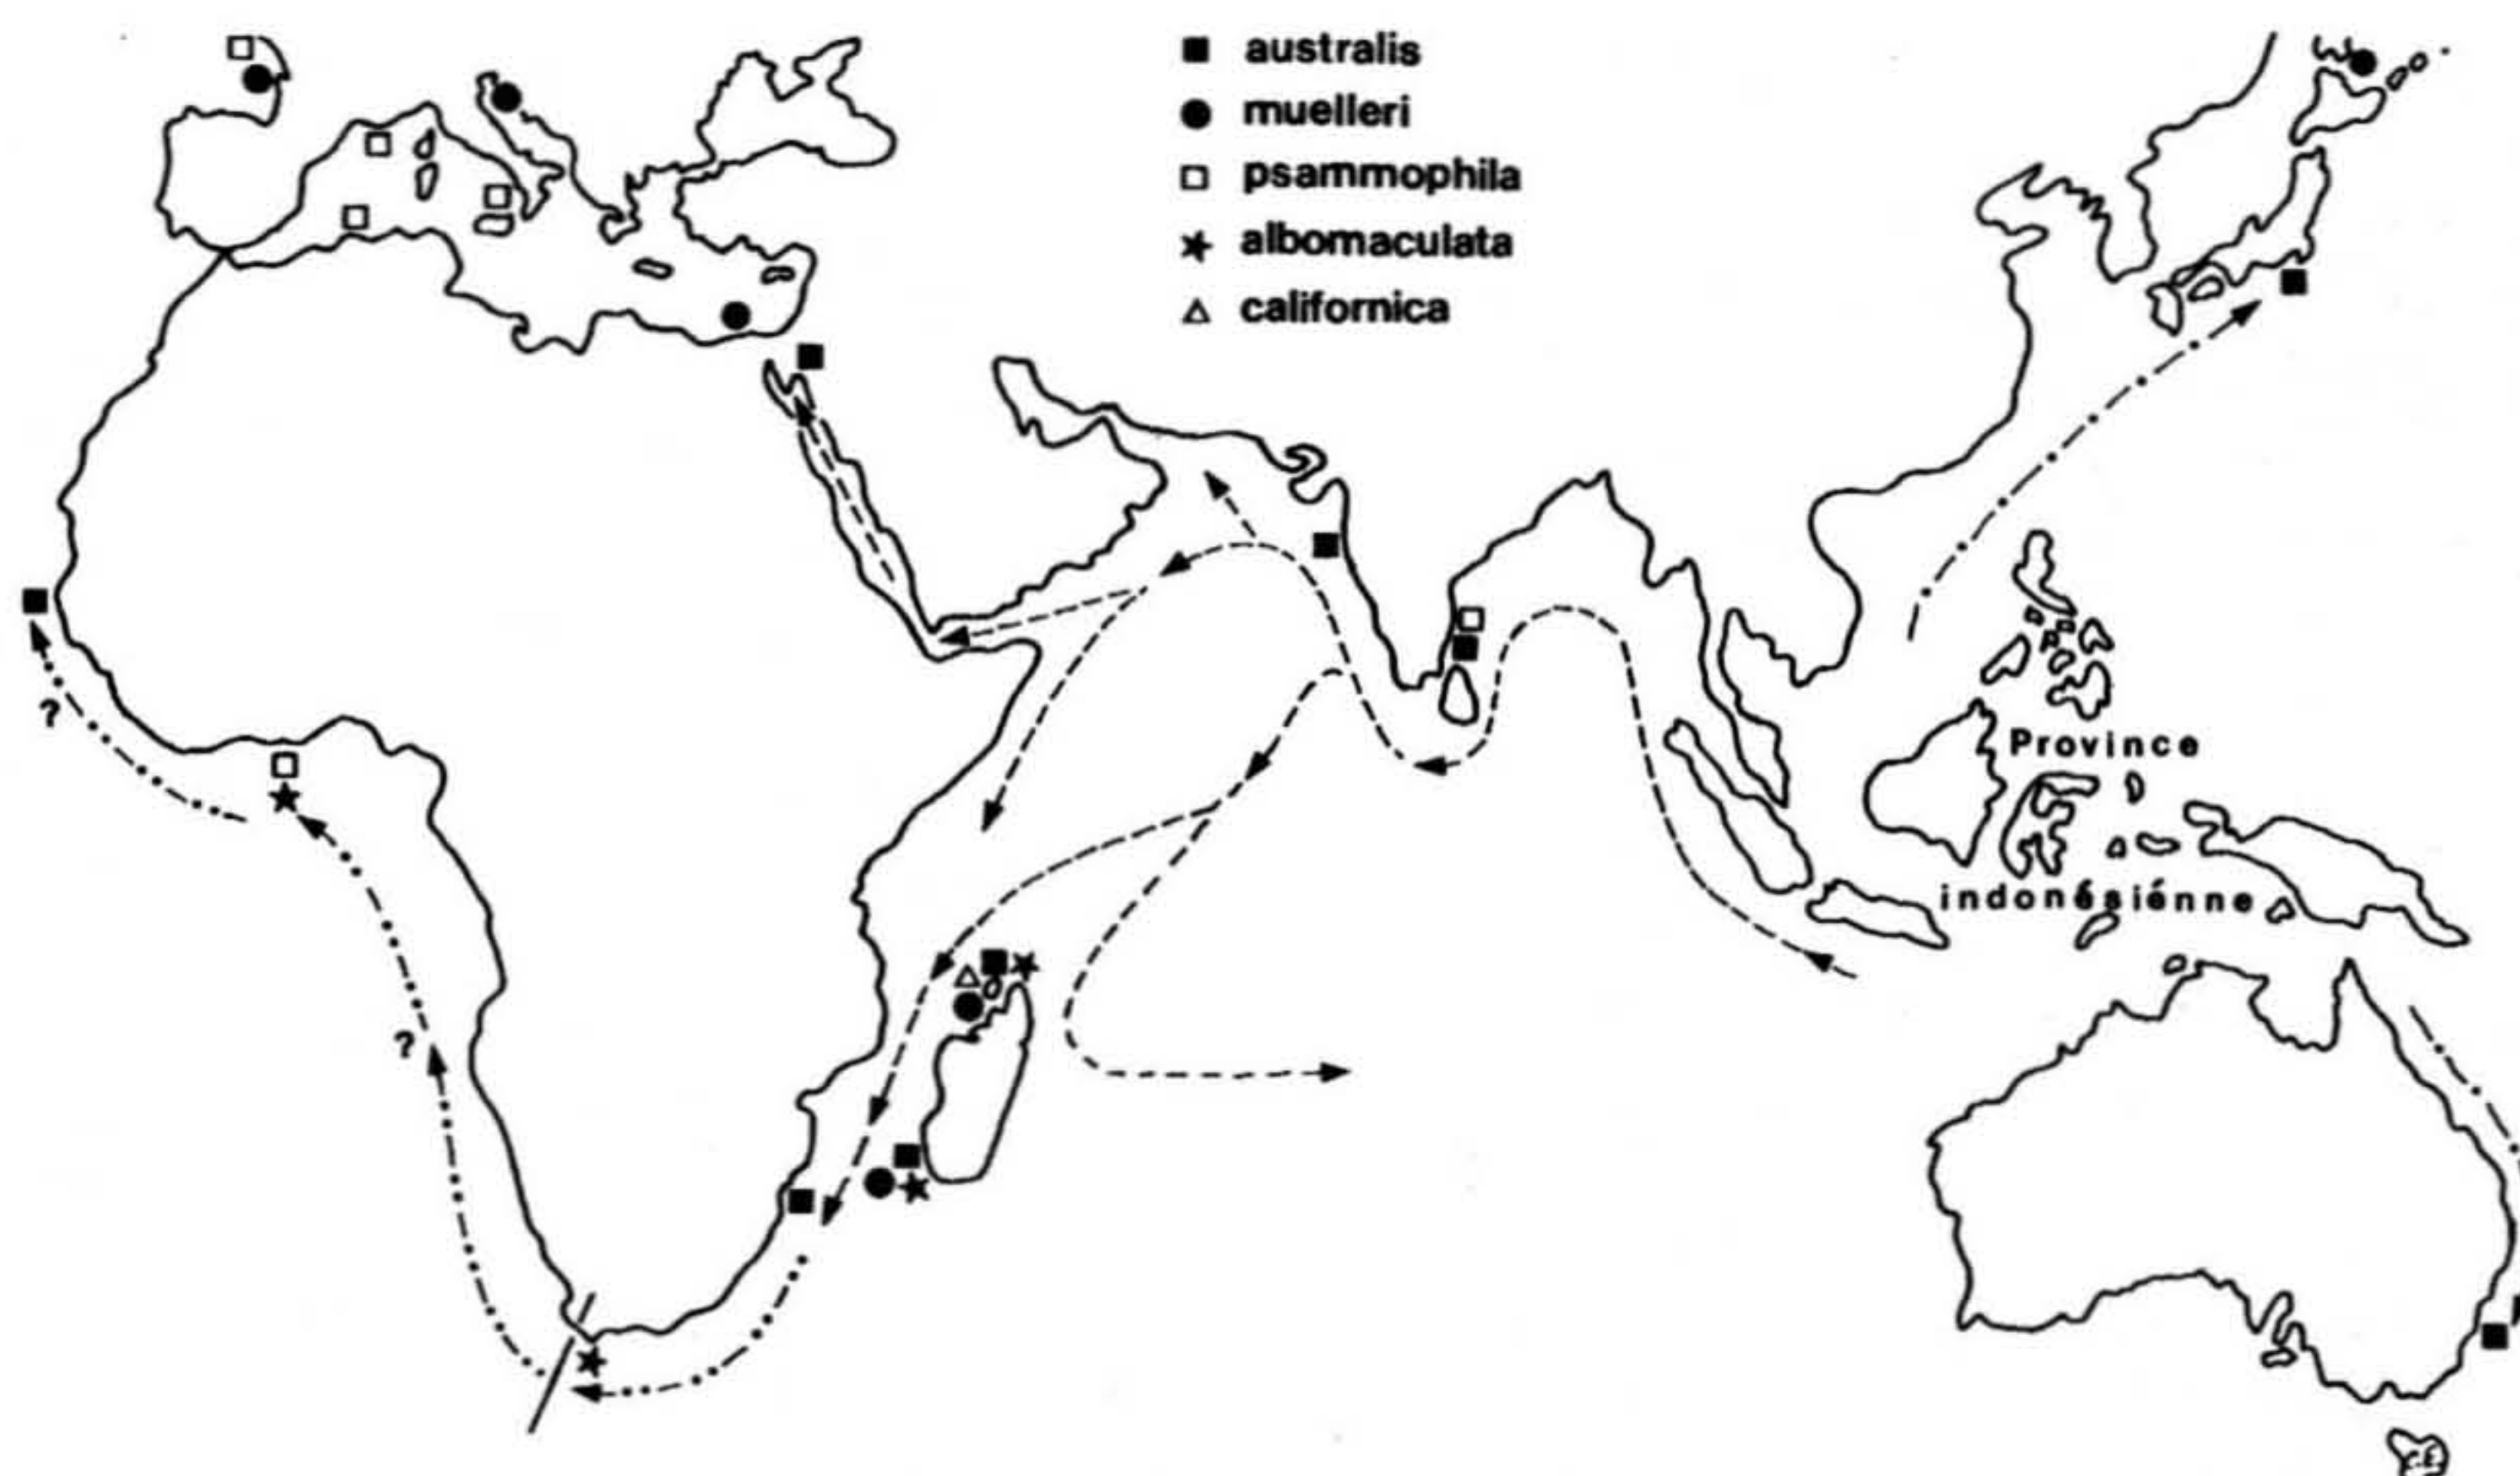 australis
muelleri
psammophila
albomaculata
californica
?
Province
?
indonésiénne